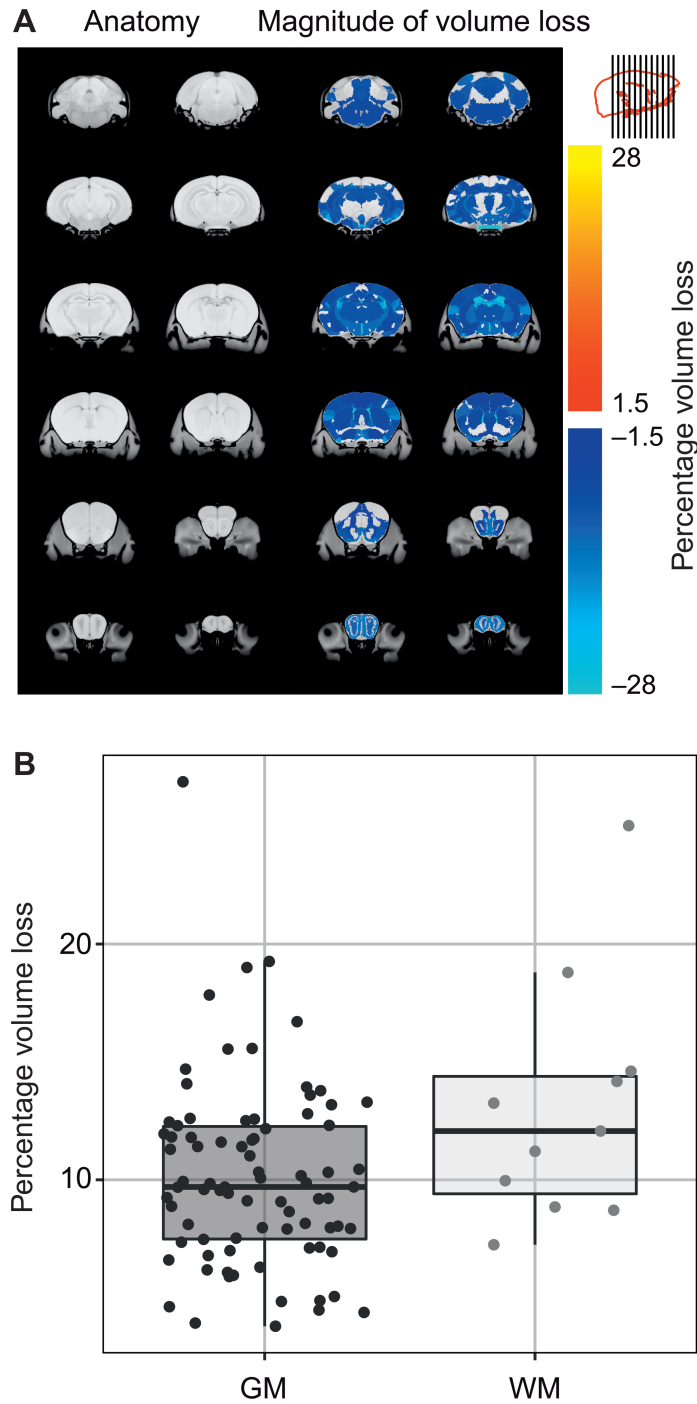 A Anatomy Magnitude of volume loss
28
1.5
–1.5
–28
Percentage volume loss
B
Percentage volume loss
20
10
GM WM